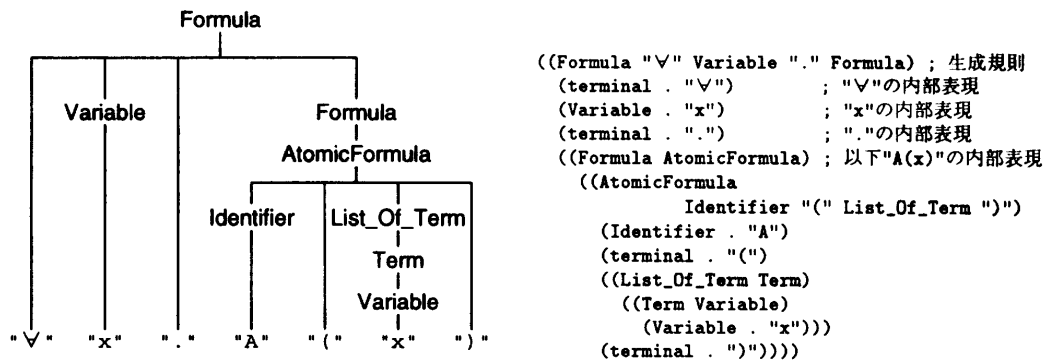 Formula
Variable Formula
AtomicFormula
Identifier List_Of_Term
Term
Variable
"∀" "x" "." "A" "(" "x" ")"
((Formula "∀" Variable "." Formula) ; 生成規則
(terminal . "∀") ; "∀"の内部表現
(Variable . "x") ; "x"の内部表現
(terminal . ".") ; "."の内部表現
((Formula AtomicFormula) ; 以下"A(x)"の内部表現
((AtomicFormula
Identifier "(" List_Of_Term ")")
(Identifier . "A")
(terminal . "(")
((List_Of_Term Term)
((Term Variable)
(Variable . "x")))
(terminal . ")"))))